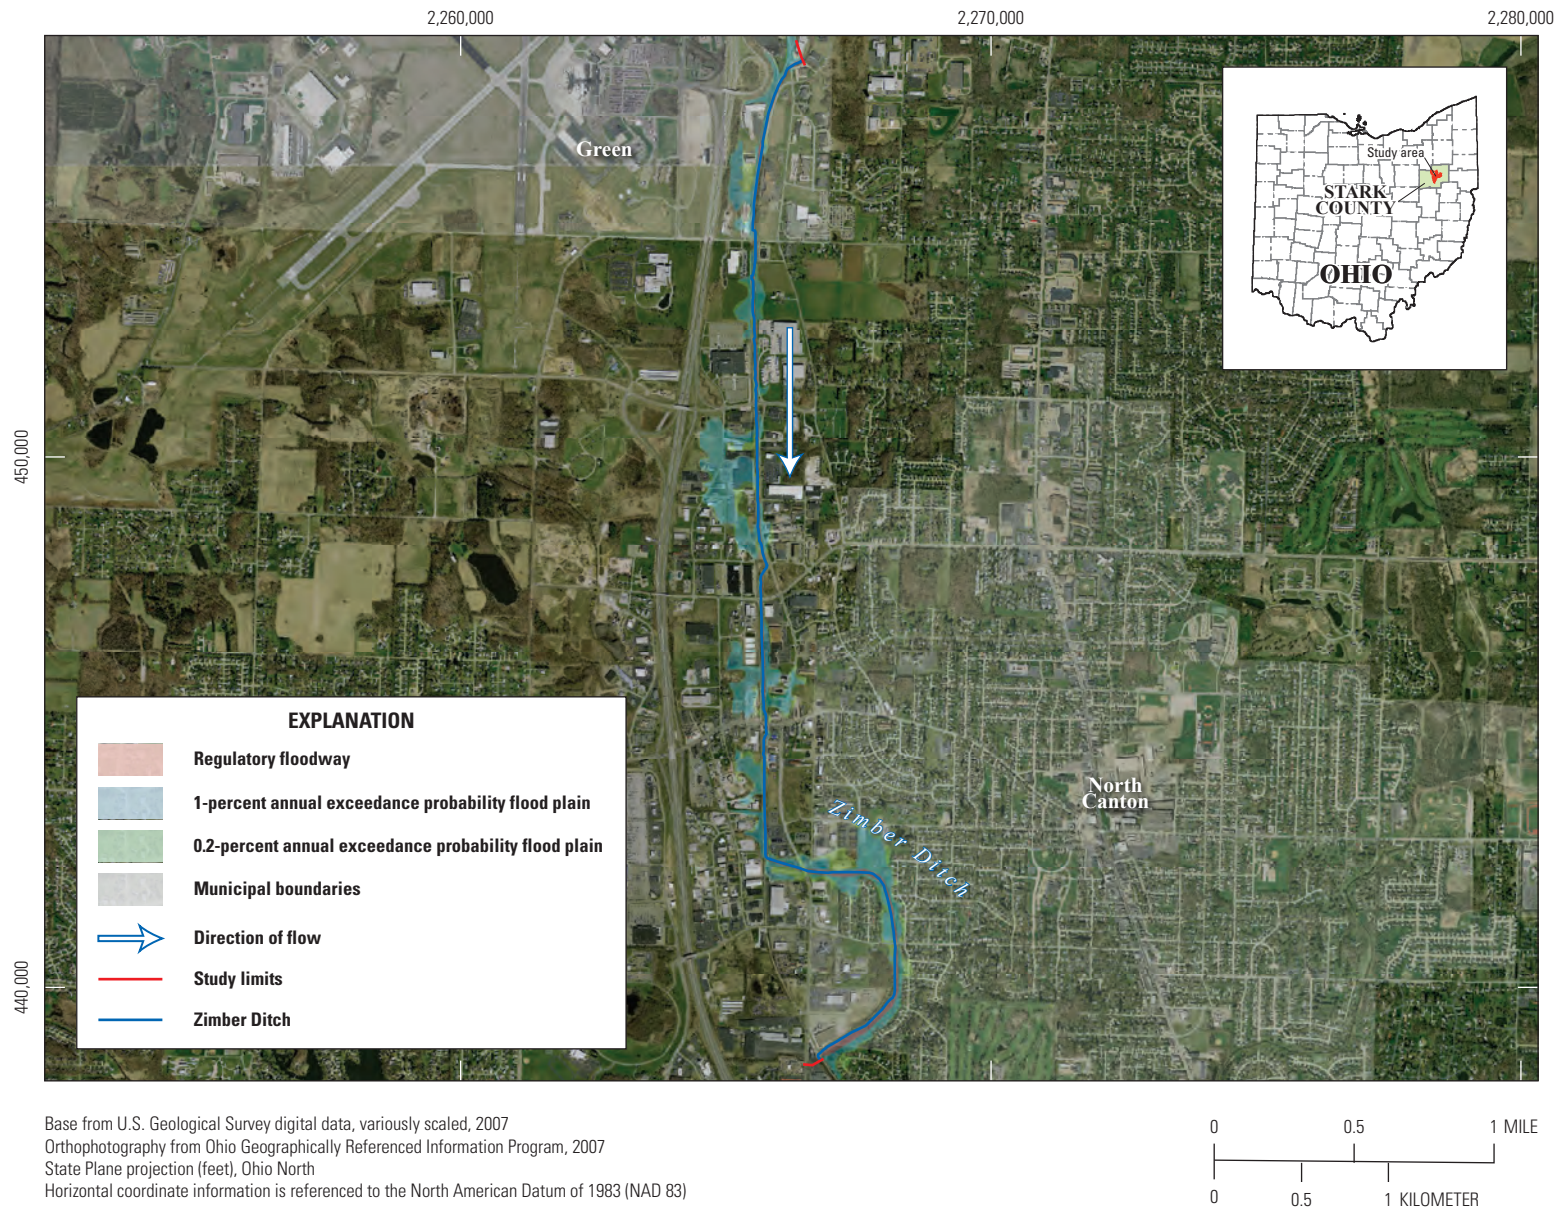 2,260,000
2,270,000
2,280,000
450,000
440,000
Green
Study area
STARK
COUNTY
OHIO
North
Canton
Zimber Ditch
EXPLANATION
Regulatory floodway
1-percent annual exceedance probability flood plain
0.2-percent annual exceedance probability flood plain
Municipal boundaries
Direction of flow
Study limits
Zimber Ditch
Base from U.S. Geological Survey digital data, variously scaled, 2007
Orthophotography from Ohio Geographically Referenced Information Program, 2007
State Plane projection (feet), Ohio North
Horizontal coordinate information is referenced to the North American Datum of 1983 (NAD 83)
0 0.5 1 MILE
0 0.5 1 KILOMETER